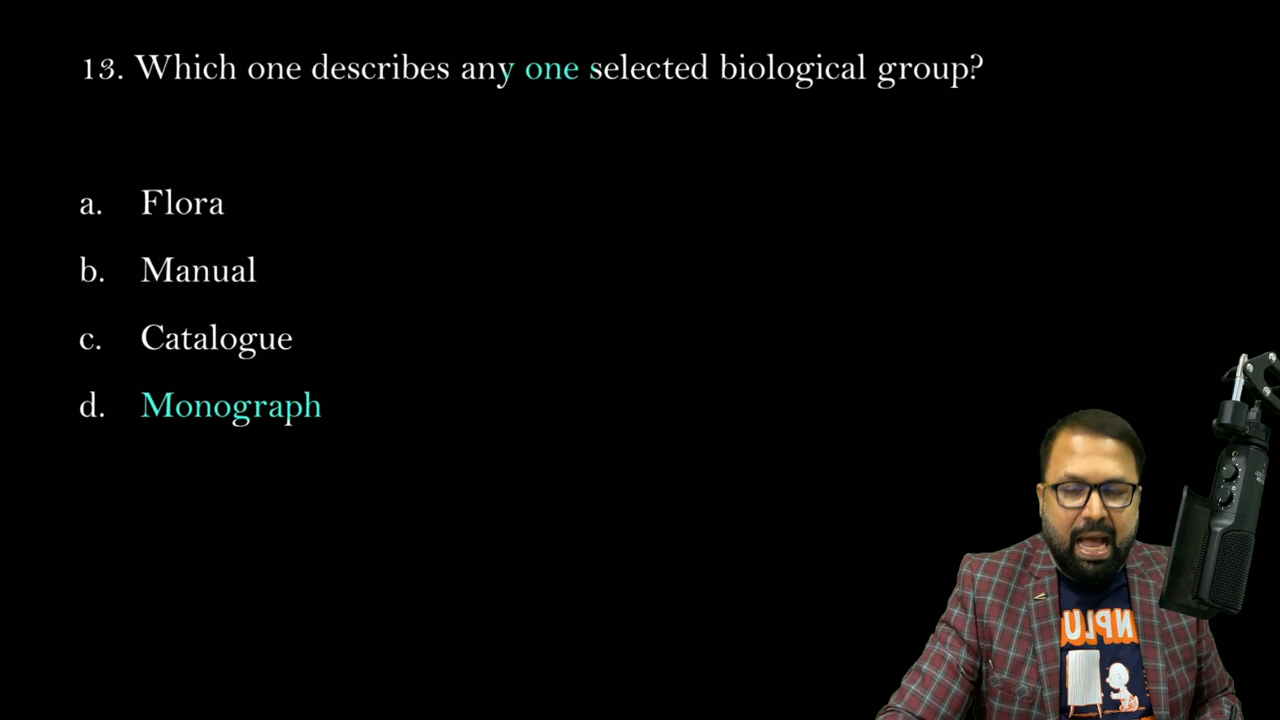 13. Which one describes any one selected biological group?
a. Flora
b. Manual
c. Catalogue
d. Monograph